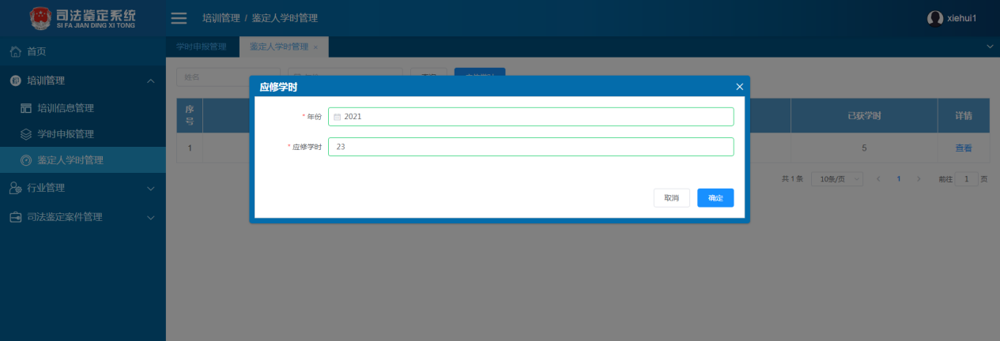 司法鉴定系统
SI FA JIAN DING XI TONG
培训管理 / 鉴定人学时管理
xiehui1
首页
培训管理
培训信息管理
学时申报管理
鉴定人学时管理
行业管理
司法鉴定案件管理
学时申报管理
鉴定人学时管理 ×
姓名
应修学时
* 年份 2021
* 应修学时 23
取消
确定
序号
已获学时
详情
1
5
查看
共 1 条
10条/页
1
前往 1 页